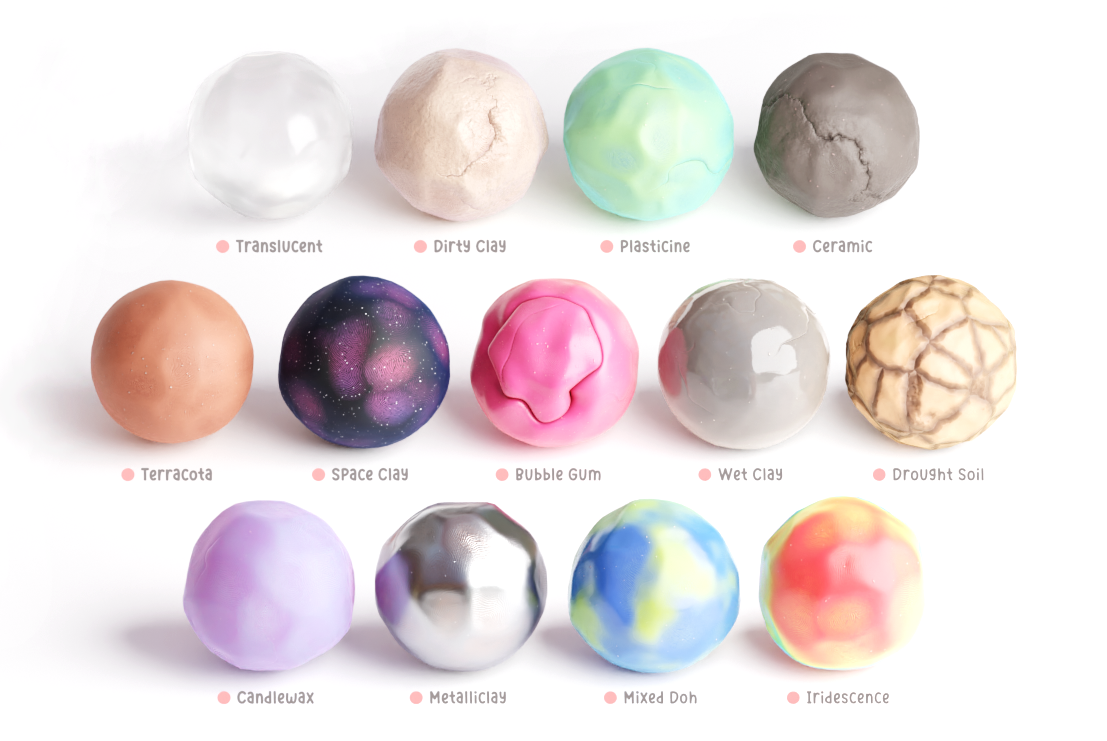 Translucent
Dirty Clay
Plasticine
Ceramic
Terracota
Space Clay
Bubble Gum
Wet Clay
Drought Soil
Candlewax
Metalliclay
Mixed Doh
Iridescence